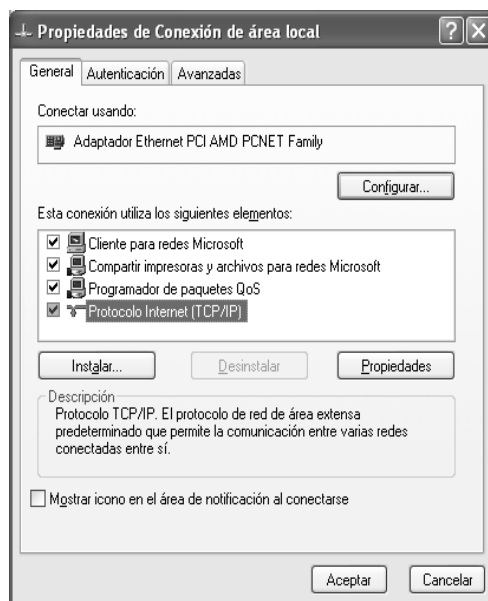 Propiedades de Conexión de área local
General Autenticación Avanzadas
Conectar usando:
Adaptador Ethernet PCI AMD PCNET Family
Configurar...
Esta conexión utiliza los siguientes elementos:
Cliente para redes Microsoft
Compartir impresoras y archivos para redes Microsoft
Programador de paquetes QoS
Protocolo Internet (TCP/IP)
Instalar... Desinstalar Propiedades
Descripción
Protocolo TCP/IP. El protocolo de red de área extensa
predeterminado que permite la comunicación entre varias redes
conectadas entre sí.
Mostrar icono en el área de notificación al conectarse
Aceptar Cancelar